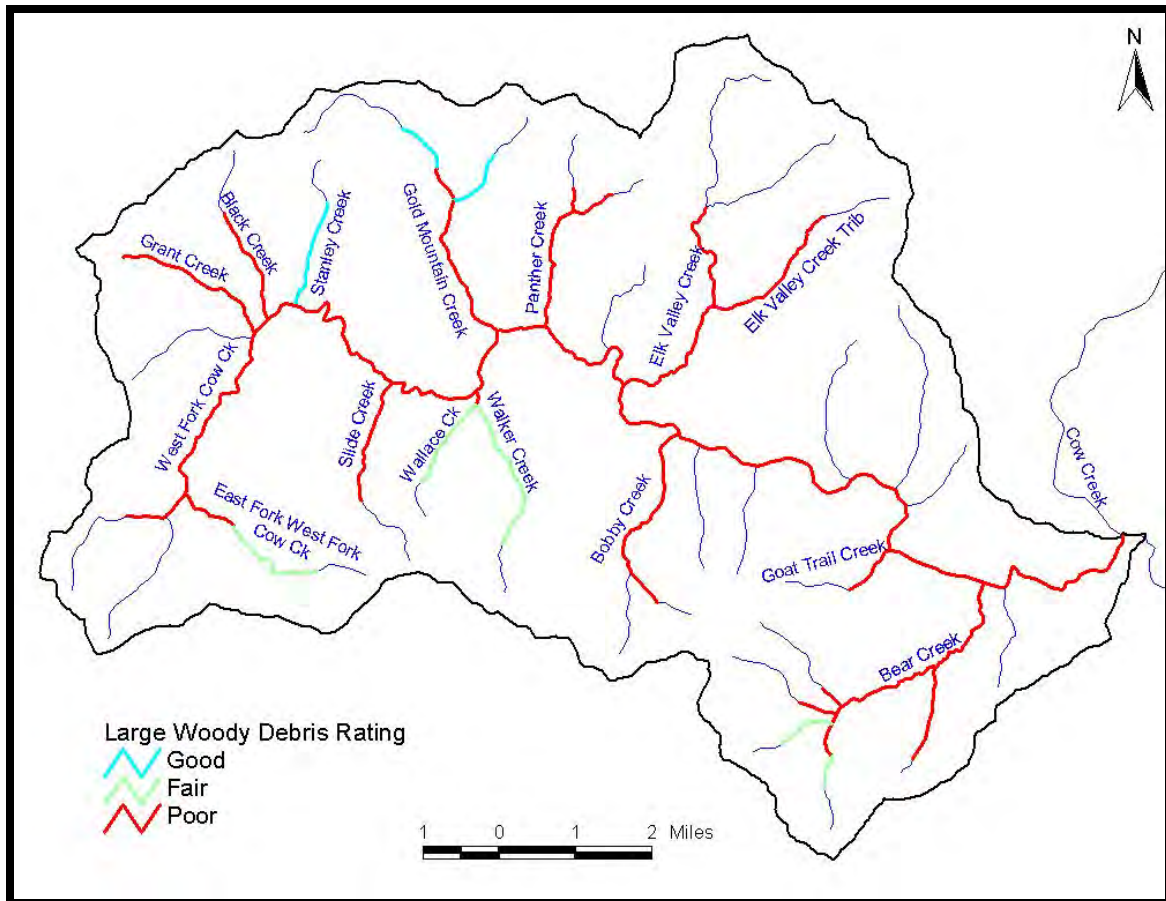 N
Black Creek
Grant Creek
Stanley Creek
Gold Mountain Creek
Panther Creek
Elk Valley Creek
Elk Valley Creek Trib
West Fork Cow Ck
Slide Creek
Wallace Ck
Walker Creek
East Fork West Fork
Cow Ck
Bobby Creek
Goat Trail Creek
Cow Creek
Bear Creek
Large Woody Debris Rating
Good
Fair
Poor
1 0 1 2 Miles